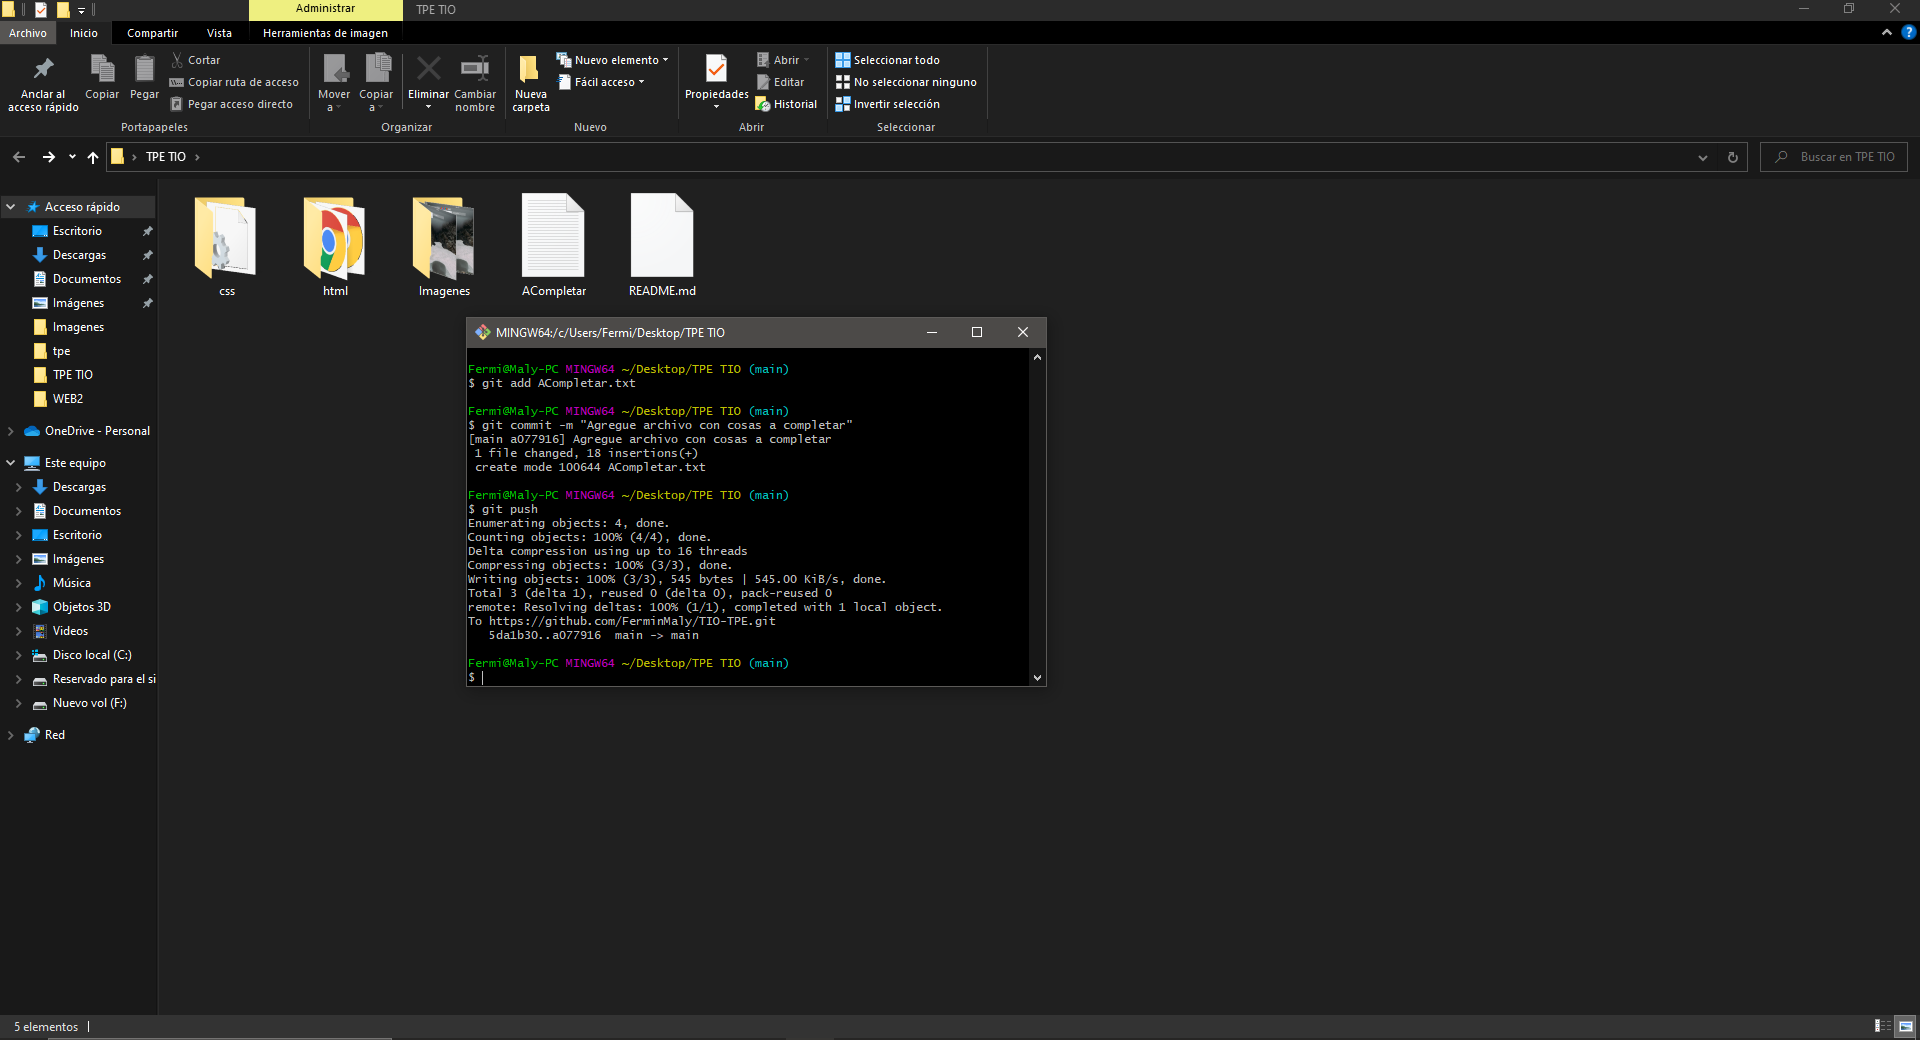 Administrar
TPE TIO
Archivo
Inicio
Compartir
Vista
Herramientas de imagen
Anclar al
acceso rápido
Copiar
Pegar
Cortar
Copiar ruta de acceso
Pegar acceso directo
Portapapeles
Mover
a
Copiar
a
Eliminar
Cambiar
nombre
Organizar
Nueva
carpeta
Nuevo elemento
Fácil acceso
Nuevo
Propiedades
Abrir
Editar
Historial
Abrir
Seleccionar todo
No seleccionar ninguno
Invertir selección
Seleccionar
TPE TIO
Buscar en TPE TIO
Acceso rápido
Escritorio
Descargas
Documentos
Imágenes
Imagenes
tpe
TPE TIO
WEB2
OneDrive - Personal
Este equipo
Descargas
Documentos
Escritorio
Imágenes
Música
Objetos 3D
Videos
Disco local (C:)
Reservado para el si
Nuevo vol (F:)
Red
css
html
Imagenes
ACompletar
README.md
MINGW64:/c/Users/Fermi/Desktop/TPE TIO
Fermi@Maly-PC MINGW64 ~/Desktop/TPE TIO (main)
$ git add ACompletar.txt
Fermi@Maly-PC MINGW64 ~/Desktop/TPE TIO (main)
$ git commit -m "Agregue archivo con cosas a completar"
[main a077916] Agregue archivo con cosas a completar
1 file changed, 18 insertions(+)
create mode 100644 ACompletar.txt
Fermi@Maly-PC MINGW64 ~/Desktop/TPE TIO (main)
$ git push
Enumerating objects: 4, done.
Counting objects: 100% (4/4), done.
Delta compression using up to 16 threads
Compressing objects: 100% (3/3), done.
Writing objects: 100% (3/3), 545 bytes | 545.00 KiB/s, done.
Total 3 (delta 1), reused 0 (delta 0), pack-reused 0
remote: Resolving deltas: 100% (1/1), completed with 1 local object.
To https://github.com/FerminMaly/TIO-TPE.git
5da1b30..a077916  main -> main
Fermi@Maly-PC MINGW64 ~/Desktop/TPE TIO (main)
$
5 elementos